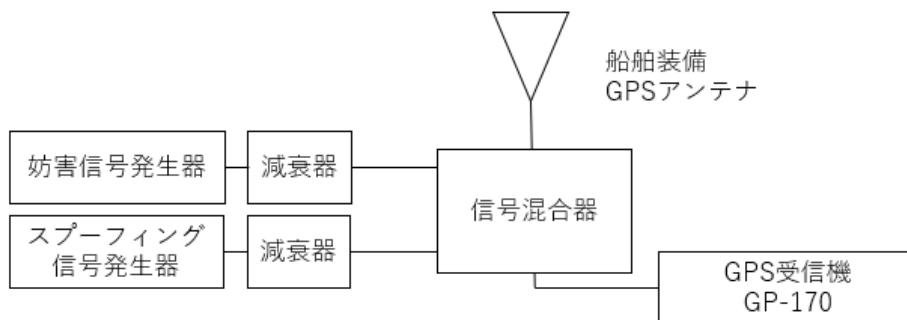 船舶装備
GPSアンテナ
妨害信号発生器
減衰器
信号混合器
スプーフィング
信号発生器
減衰器
GPS受信機
GP-170